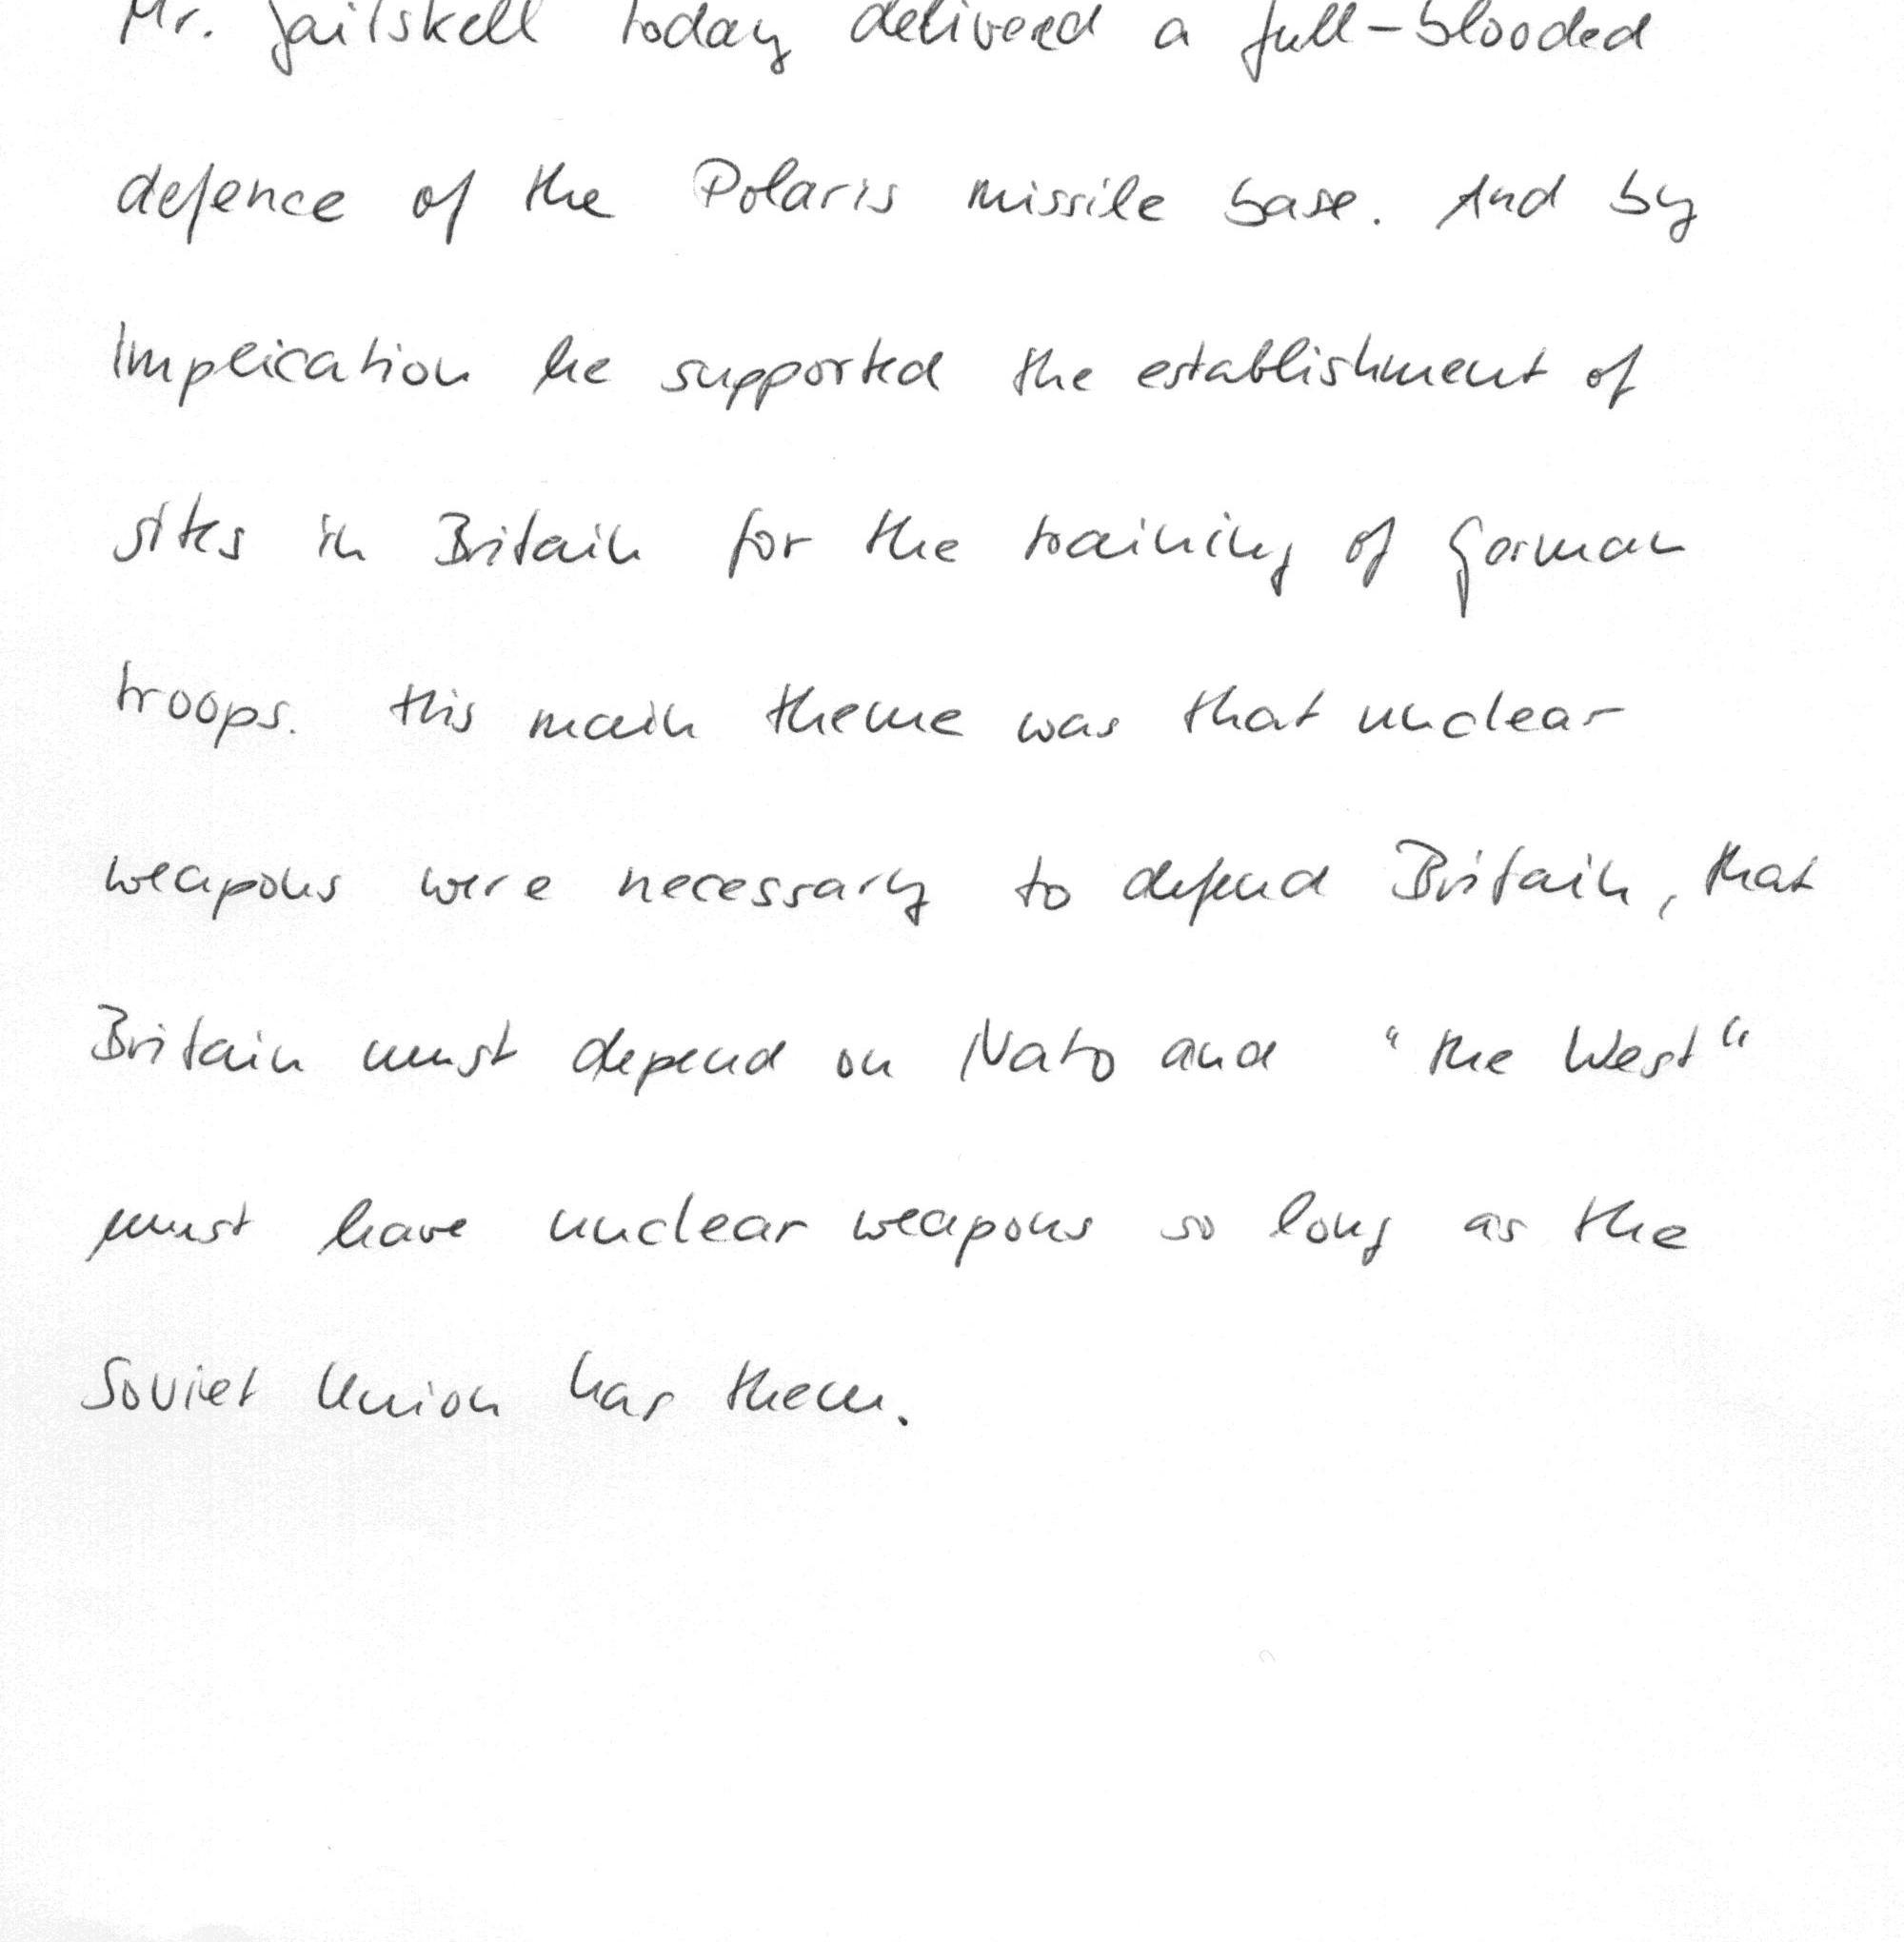 Mr. Gaitskell today delivered a full-blooded
defence of the Polaris missile base. And by
implication he supported the establishment of
sites in Britain for the training of German
troops. This main theme was that nuclear
weapons were necessary to defend Britain, that
Britain must depend on Nato and "the West"
must have nuclear weapons so long as the
Soviet Union has them.